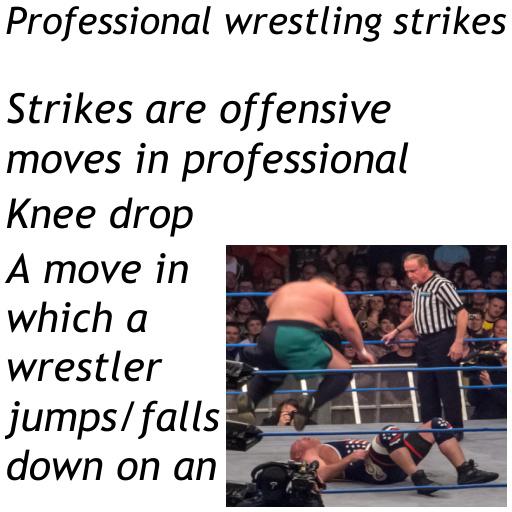 Professional wrestling strikes
Strikes are offensive
moves in professional
Knee drop
A move in
which a
wrestler
jumps/falls
down on an